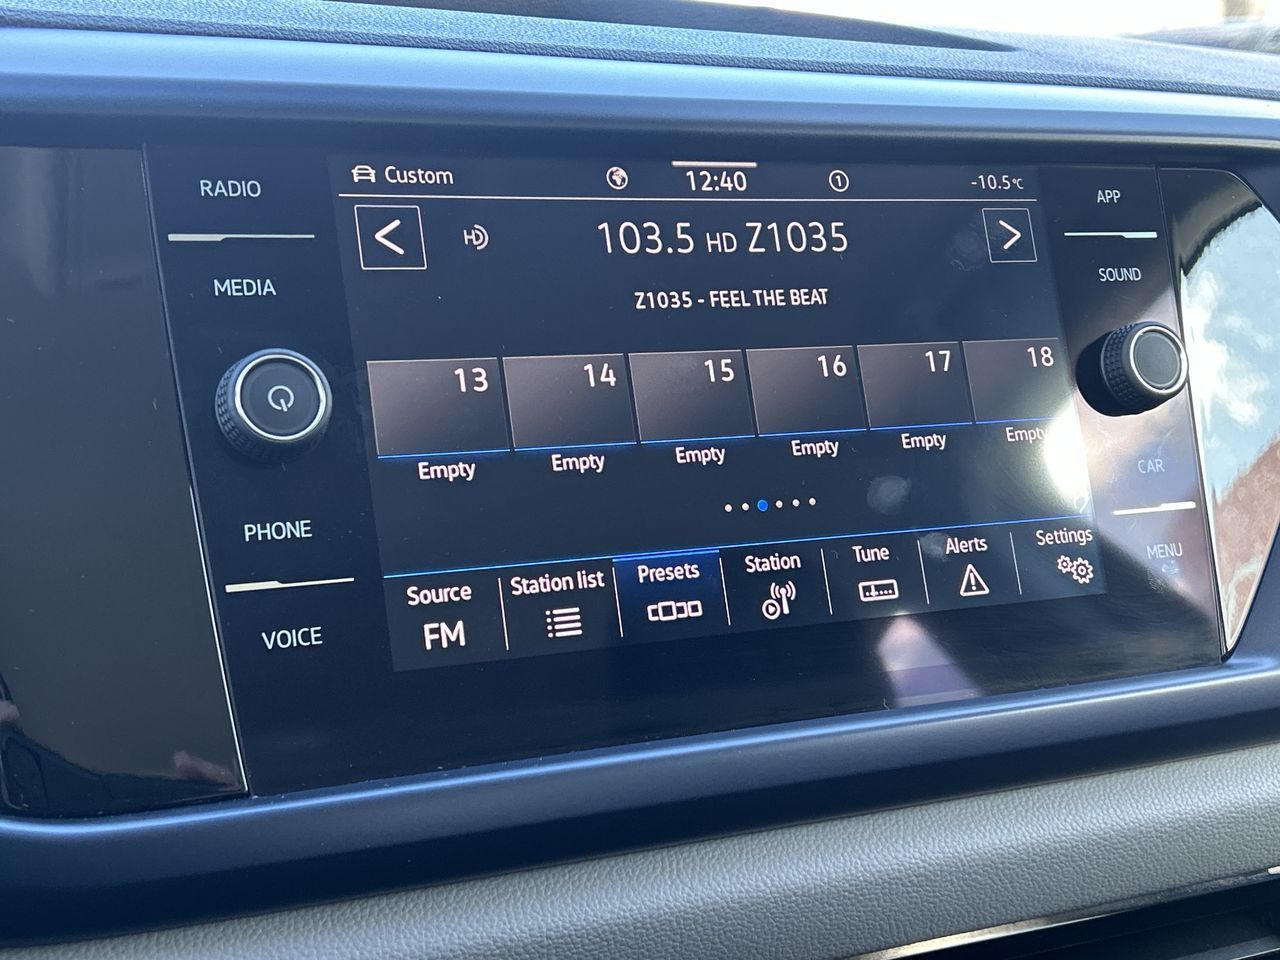 RADIO
MEDIA
PHONE
VOICE
Custom
12:40
1
-10.5°C
< HD 103.5 HD Z1035 >
Z1035 - FEEL THE BEAT
13 14 15 16 17 18
Empty Empty Empty Empty Empty Empty
Source Station list Presets Station Tune Alerts Settings
FM
APP
SOUND
CAR
MENU